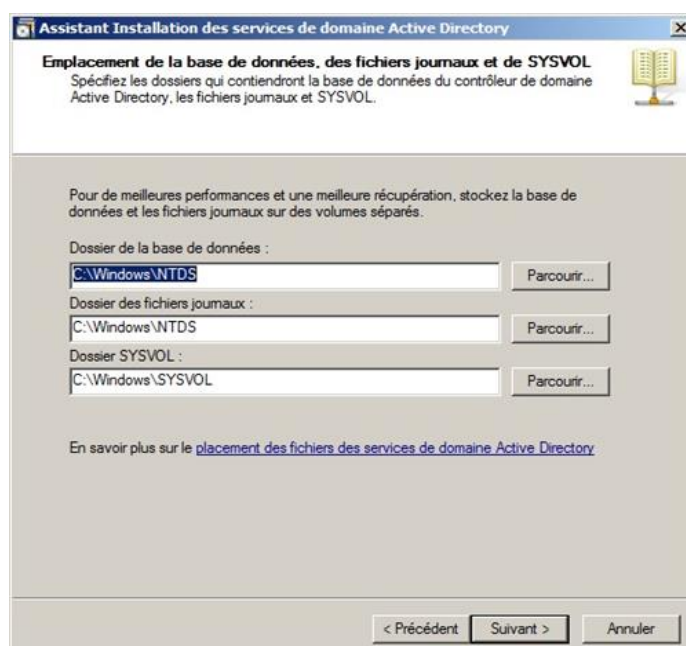 Assistant Installation des services de domaine Active Directory
Emplacement de la base de données, des fichiers journaux et de SYSVOL
Spécifiez les dossiers qui contiendront la base de données du contrôleur de domaine
Active Directory, les fichiers journaux et SYSVOL.
Pour de meilleures performances et une meilleure récupération, stockez la base de
données et les fichiers journaux sur des volumes séparés.
Dossier de la base de données :
C:\Windows\NTDS
Parcourir...
Dossier des fichiers journaux :
C:\Windows\NTDS
Parcourir...
Dossier SYSVOL :
C:\Windows\SYSVOL
Parcourir...
En savoir plus sur le placement des fichiers des services de domaine Active Directory
< Précédent Suivant > Annuler